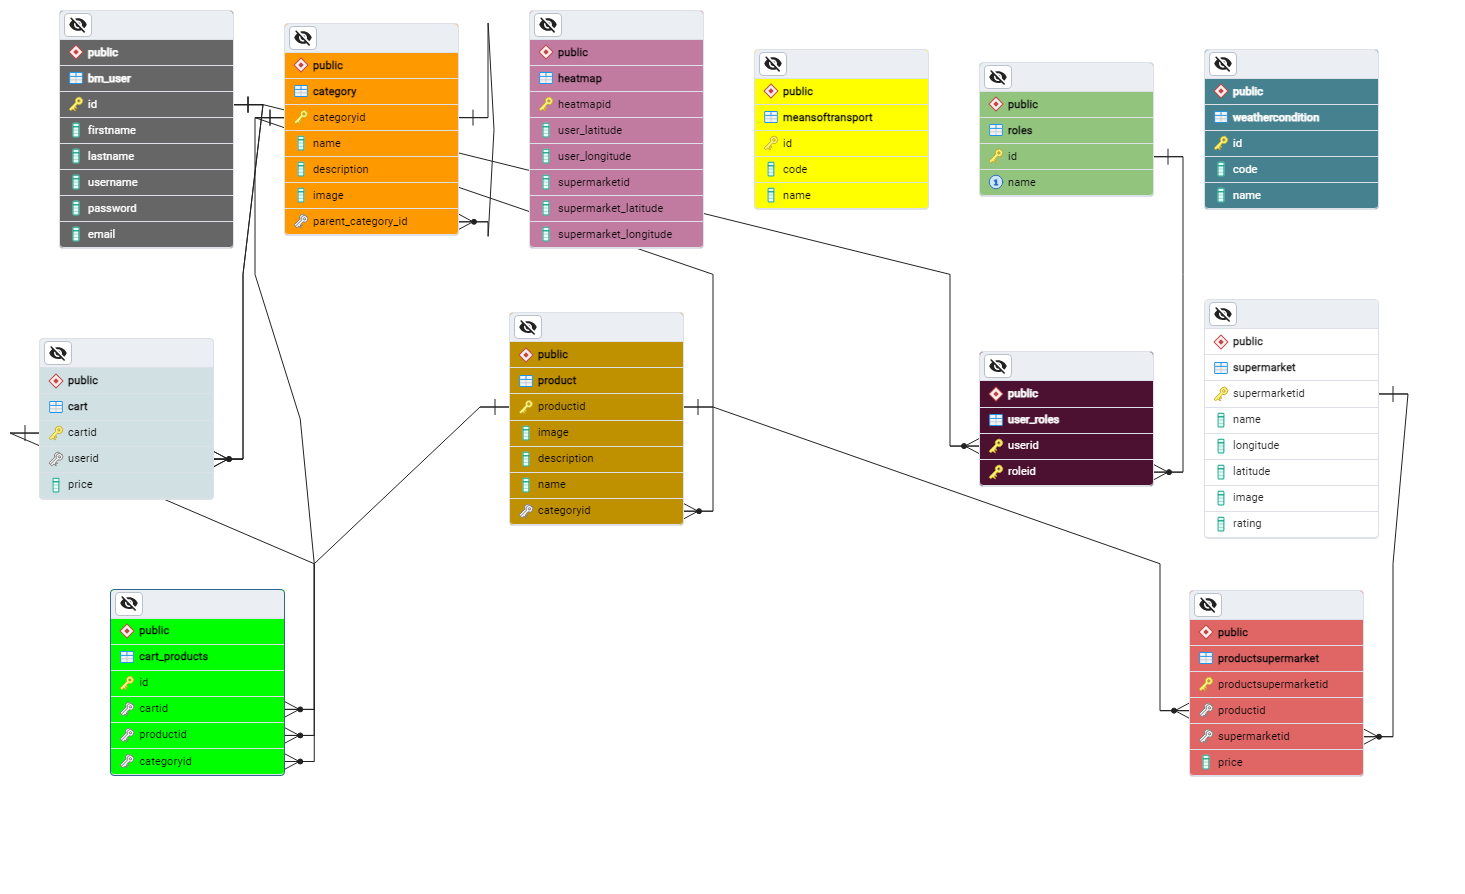 public
bm_user
id
firstname
lastname
username
password
email
public
category
categoryid
name
description
image
parent_category_id
public
heatmap
heatmapid
user_latitude
user_longitude
supermarketid
supermarket_latitude
supermarket_longitude
public
meansoftransport
id
code
name
public
roles
id
1 name
public
weathercondition
id
code
name
public
cart
cartid
userid
price
public
product
productid
image
description
name
categoryid
public
user_roles
userid
roleid
public
supermarket
supermarketid
name
longitude
latitude
image
rating
public
cart_products
id
cartid
productid
categoryid
public
productsupermarket
productsupermarketid
productid
supermarketid
price